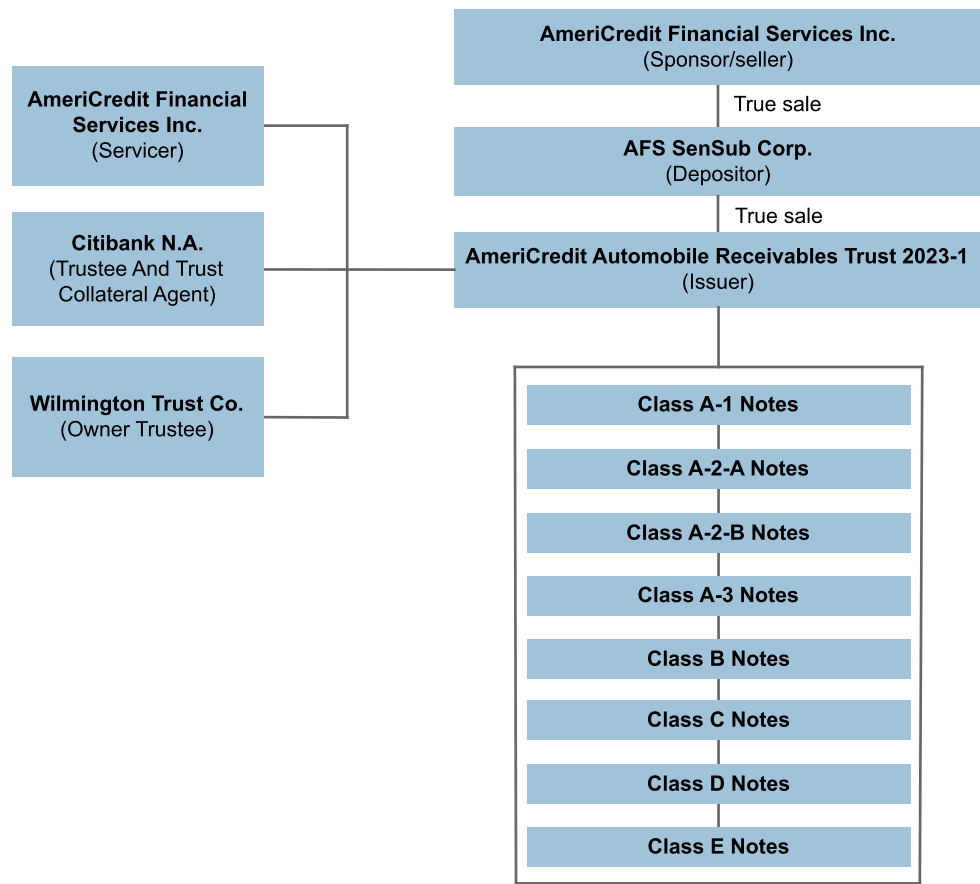 AmeriCredit Financial Services Inc.
(Sponsor/seller)
True sale
AFS SenSub Corp.
(Depositor)
True sale
AmeriCredit Automobile Receivables Trust 2023-1
(Issuer)
AmeriCredit Financial
Services Inc.
(Servicer)
Citibank N.A.
(Trustee And Trust
Collateral Agent)
Wilmington Trust Co.
(Owner Trustee)
Class A-1 Notes
Class A-2-A Notes
Class A-2-B Notes
Class A-3 Notes
Class B Notes
Class C Notes
Class D Notes
Class E Notes